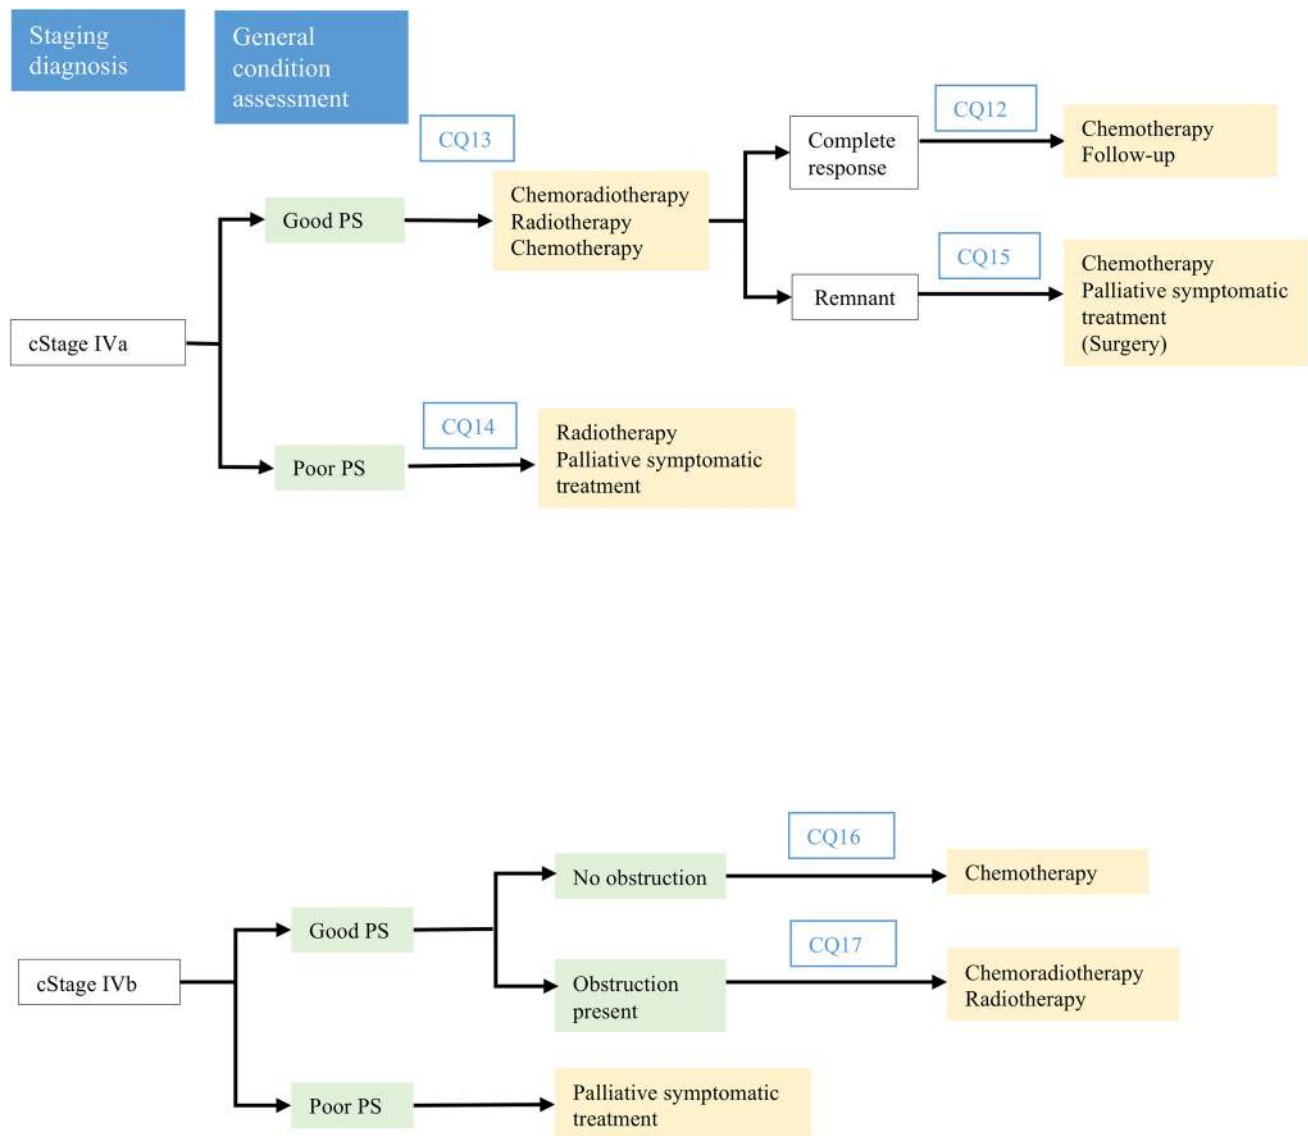 Staging
diagnosis
General
condition
assessment
CQ13
CQ12
Complete
response
Chemotherapy
Follow-up
Good PS
Chemoradiotherapy
Radiotherapy
Chemotherapy
CQ15
Remnant
Chemotherapy
Palliative symptomatic
treatment
(Surgery)
cStage IVa
CQ14
Poor PS
Radiotherapy
Palliative symptomatic
treatment
CQ16
No obstruction
Chemotherapy
Good PS
CQ17
cStage IVb
Obstruction
present
Chemoradiotherapy
Radiotherapy
Poor PS
Palliative symptomatic
treatment